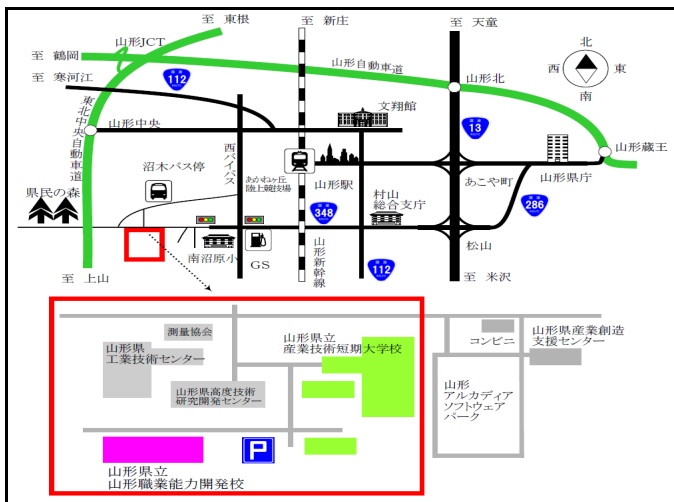 至 東根
至 新庄
至 天童
山形JCT
至 鶴岡
山形自動車道
北
西 東
南
至 寒河江
国道
112
山形北
文翔館
東北中央自動車道
山形中央
13
山形蔵王
沼木バス停
西バイパス
あかねヶ丘
陸上競技場
山形駅
あこや町
山形県庁
県民の森
348
村山
総合支庁
286
南沼原小
GS
山形新幹線
112
松山
至 上山
至 米沢
測量協会
山形県
工業技術センター
山形県立
産業技術短期大学校
コンビニ
山形県産業創造
支援センター
山形県高度技術
研究開発センター
山形
アルカディア
ソフトウェア
パーク
P
山形県立
山形職業能力開発校